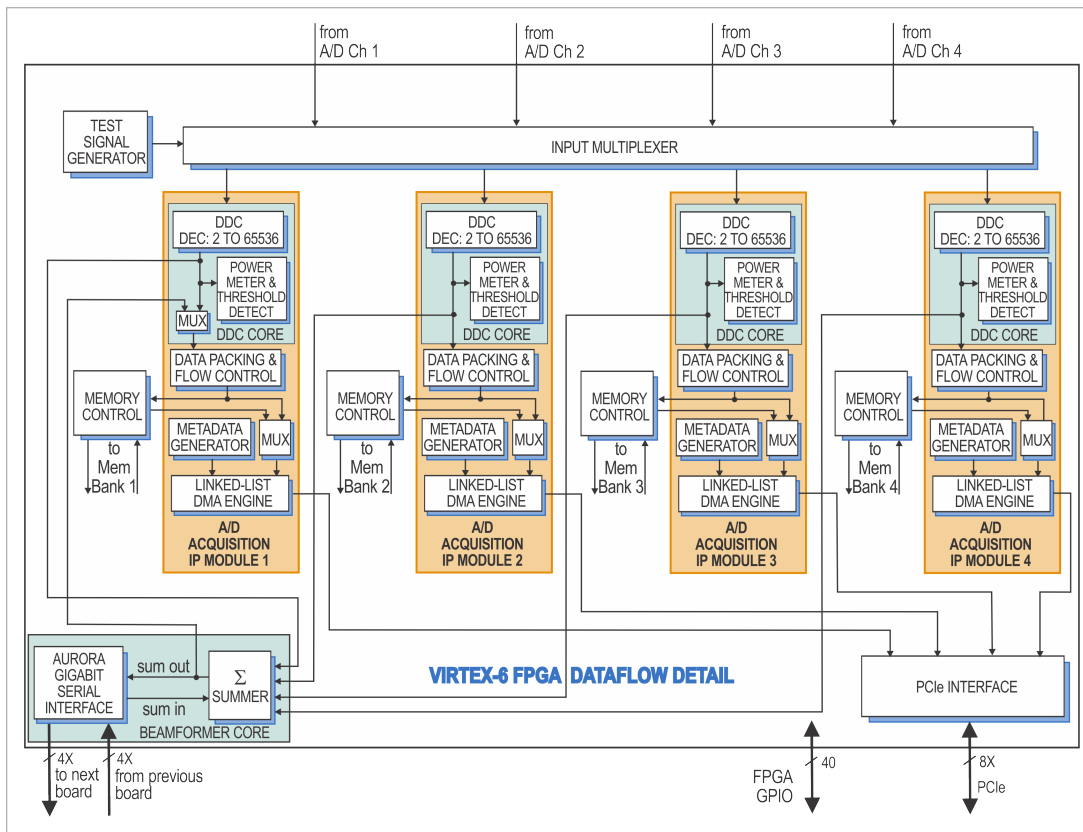 from
A/D Ch 1
from
A/D Ch 2
from
A/D Ch 3
from
A/D Ch 4
TEST
SIGNAL
GENERATOR
INPUT MULTIPLEXER
DDC
DEC: 2 TO 65536
POWER
METER &
THRESHOLD
DETECT
MUX
DDC CORE
DATA PACKING &
FLOW CONTROL
MEMORY
CONTROL
METADATA
GENERATOR
MUX
to
Mem
Bank 1
LINKED-LIST
DMA ENGINE
A/D
ACQUISITION
IP MODULE 1
DDC
DEC: 2 TO 65536
POWER
METER &
THRESHOLD
DETECT
DDC CORE
DATA PACKING &
FLOW CONTROL
MEMORY
CONTROL
METADATA
GENERATOR
MUX
to
Mem
Bank 2
LINKED-LIST
DMA ENGINE
A/D
ACQUISITION
IP MODULE 2
DDC
DEC: 2 TO 65536
POWER
METER &
THRESHOLD
DETECT
DDC CORE
DATA PACKING &
FLOW CONTROL
MEMORY
CONTROL
METADATA
GENERATOR
MUX
to
Mem
Bank 3
LINKED-LIST
DMA ENGINE
A/D
ACQUISITION
IP MODULE 3
DDC
DEC: 2 TO 65536
POWER
METER &
THRESHOLD
DETECT
DDC CORE
DATA PACKING &
FLOW CONTROL
MEMORY
CONTROL
METADATA
GENERATOR
MUX
to
Mem
Bank 4
LINKED-LIST
DMA ENGINE
A/D
ACQUISITION
IP MODULE 4
AURORA
GIGABIT
SERIAL
INTERFACE
sum out
sum in
Σ
SUMMER
BEAMFORMER CORE
VIRTEX-6 FPGA DATAFLOW DETAIL
PCIe INTERFACE
4X
to next
board
4X
from previous
board
40
FPGA
GPIO
8X
PCIe